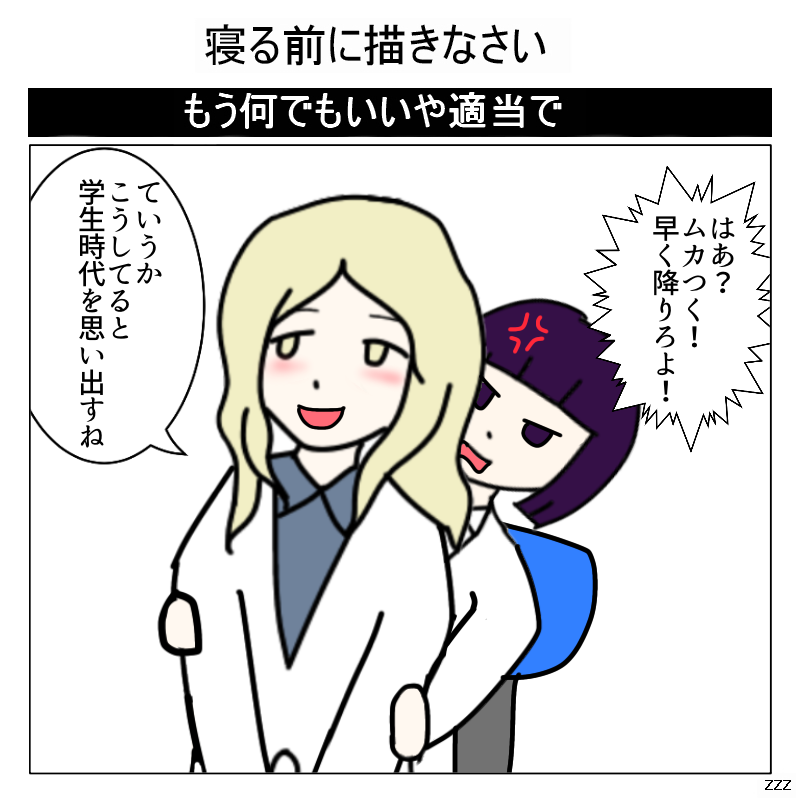 寝る前に描きなさい
もう何でもいいや適当で
はあ？
ムカつく！
早く降りろよ！
ていうか
こうしてると
学生時代を思い出すね
zzz